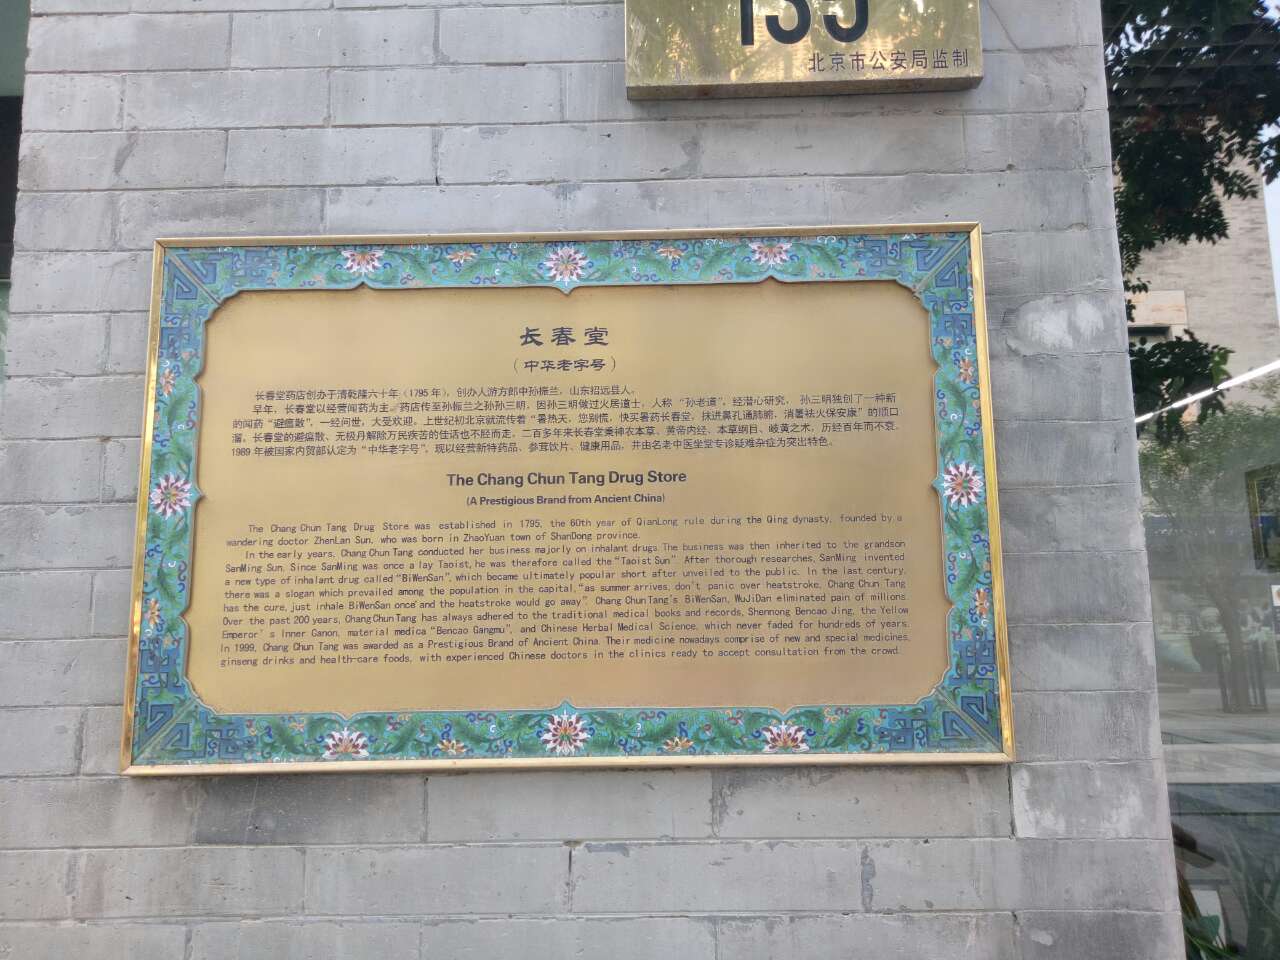 135
北京市公安局监制
长春堂
（中华老字号）
长春堂药店创办于清乾隆六十年（1795年），创办人游方郎中孙振兰，山东招远县人。
早年，长春堂以经营闻药为主。药店传至孙振兰之孙孙三明，因孙三明做过火居道士，人称“孙老道”，经潜心研究，孙三明独创了一种新
的闻药“避瘟散”，一经问世，大受欢迎。上世纪初北京就流传着“暑热天，您别慌，快买暑药长春堂，抹进鼻孔通肺腑，消暑祛火保安康”的顺口
溜。长春堂的避瘟散、无极丹解除万民疾苦的佳话也不胫而走。二百多年来长春堂秉神农本草、黄帝内经、本草纲目、岐黄之术，历经百年而不衰。
1989年被国家内贸部认定为“中华老字号”。现以经营新特药品、参茸饮片、健康用品，并由名老中医坐堂专诊疑难杂症为突出特色。
The Chang Chun Tang Drug Store
(A Prestigious Brand from Ancient China)
The Chang Chun Tang Drug Store was established in 1795, the 60th year of QianLong rule during the Qing dynasty, founded by a
wandering doctor ZhenLan Sun, who was born in ZhaoYuan town of ShanDong province.
In the early years, Chang Chun Tang conducted her business majorly on inhalant drugs. The business was then inherited to the grandson
SanMing Sun. Since SanMing was once a lay Taoist, he was therefore called the “Taoist Sun”. After thorough researches, SanMing invented
a new type of inhalant drug called “BiWenSan”, which became ultimately popular short after unveiled to the public. In the last century,
there was a slogan which prevailed among the population in the capital, “as summer arrives, don't panic over heatstroke, Chang Chun Tang
has the cure, just inhale BiWenSan once and the heatstroke would go away”. Chang Chun Tang's BiWenSan, WuJiDan eliminated pain of millions.
Over the past 200 years, Chang Chun Tang has always adhered to the traditional medical books and records, Shennong Bencao Jing, the Yellow
Emperor's Inner Canon, material medica “Bencao Gangmu”, and Chinese Herbal Medical Science, which never faded for hundreds of years.
In 1999, Chang Chun Tang was awarded as a Prestigious Brand of Ancient China. Their medicine nowadays comprise of new and special medicines,
ginseng drinks and health-care foods, with experienced Chinese doctors in the clinics ready to accept consultation from the crowd.